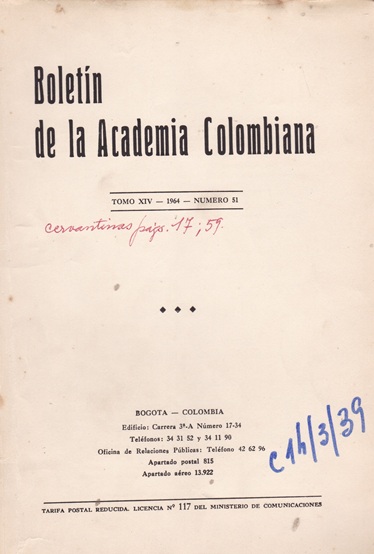 Boletín
de la Academia Colombiana
TOMO XIV — 1964 — NUMERO 51
cervantinas págs. 17; 59.
BOGOTA — COLOMBIA
Edificio: Carrera 3ª-A Número 17-34
Teléfonos: 34 31 52 y 34 11 90
Oficina de Relaciones Públicas: Teléfono 42 62 96
Apartado postal 815
Apartado aéreo 13.922
c 14/3/39
TARIFA POSTAL REDUCIDA. LICENCIA Nº 117 DEL MINISTERIO DE COMUNICACIONES